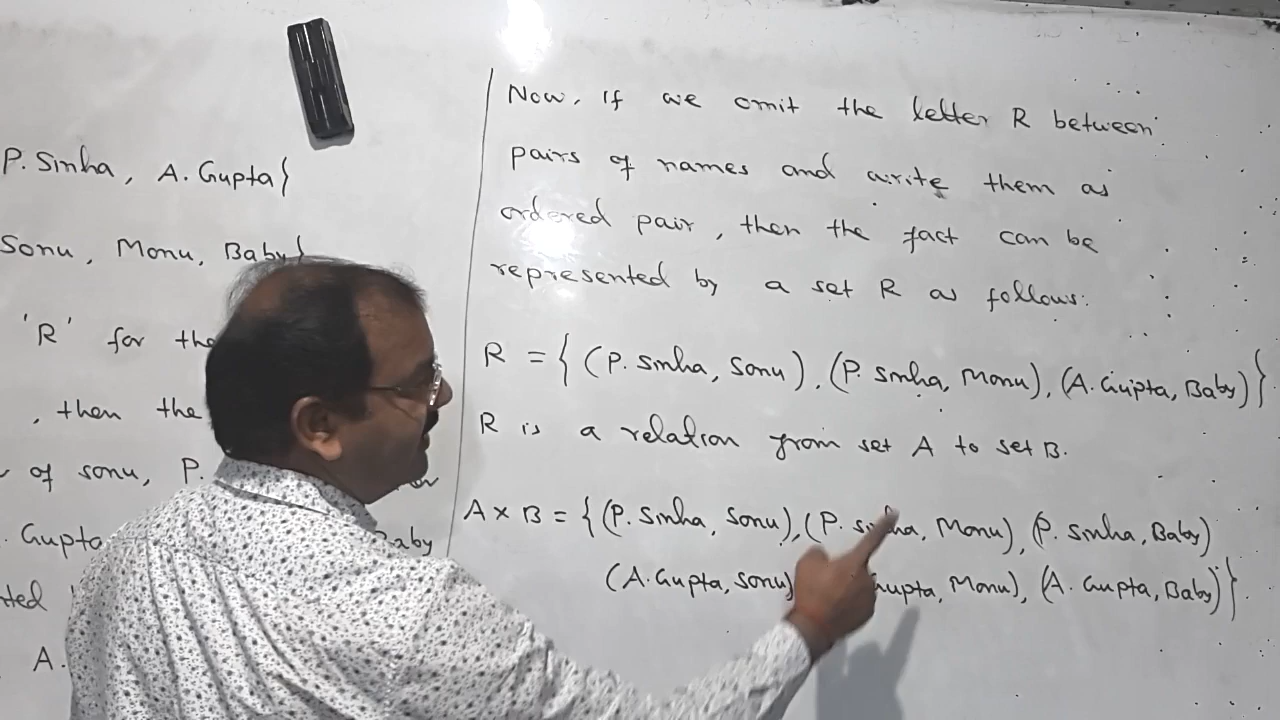 P. Sinha, A. Gupta}
Sonu, Monu, Baby}
'R' for the
, then the
of sonu, P.
. Gupta Baby
ted
A.
Now, if we omit the letter R between
pairs of names and write them as
ordered pair, then the fact can be
represented by a set R as follows:
R = { (P. Sinha, Sonu), (P. Sinha, Monu), (A. Gupta, Baby) }.
R is a relation from set A to set B.
A × B = { (P. Sinha, Sonu), (P. Sinha, Monu), (P. Sinha, Baby)
(A. Gupta, Sonu) Gupta, Monu), (A. Gupta, Baby) }.